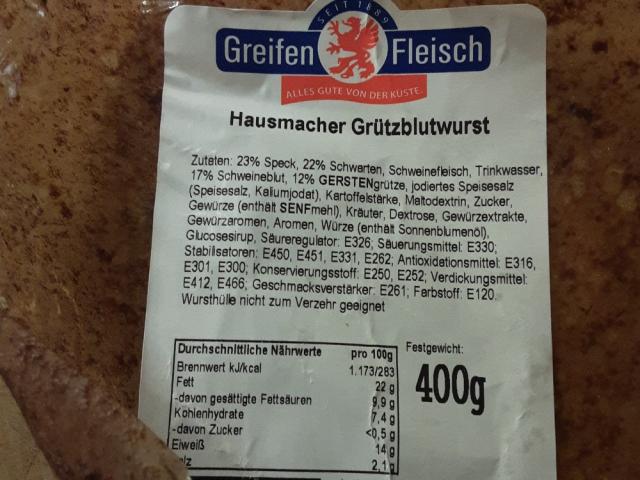 SEIT 1889
Greifen Fleisch
ALLES GUTE VON DER KÜSTE.
Hausmacher Grützblutwurst
Zutaten: 23% Speck, 22% Schwarten, Schweinefleisch, Trinkwasser,
17% Schweineblut, 12% GERSTENgrütze, jodiertes Speisesalz
(Speisesalz, Kaliumjodat), Kartoffelstärke, Maltodextrin, Zucker,
Gewürze (enthält SENFmehl), Kräuter, Dextrose, Gewürzextrakte,
Gewürzaromen, Aromen, Würze (enthält Sonnenblumenöl),
Glucosesirup, Säureregulator: E326; Säuerungsmittel: E330;
Stabilisatoren: E450, E451, E331, E262; Antioxidationsmittel: E316,
E301, E300; Konservierungsstoff: E250, E252; Verdickungsmittel:
E412, E466; Geschmacksverstärker: E261; Farbstoff: E120.
Wursthülle nicht zum Verzehr geeignet
Durchschnittliche Nährwerte pro 100g
Brennwert kJ/kcal 1.173/283
Fett 22 g
-davon gesättigte Fettsäuren 9,9 g
Kohlenhydrate 7,4 g
-davon Zucker <0,5 g
Eiweiß 14 g
lz 2,1 g
Festgewicht:
400g